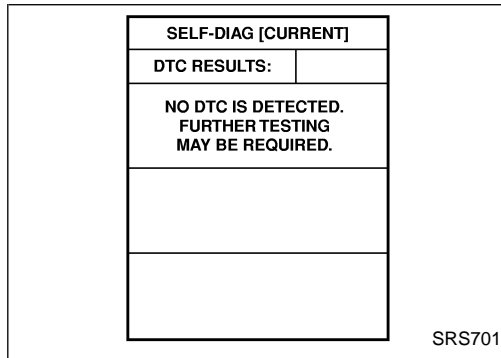 SELF-DIAG [CURRENT]
DTC RESULTS:
NO DTC IS DETECTED.
FURTHER TESTING
MAY BE REQUIRED.
SRS701